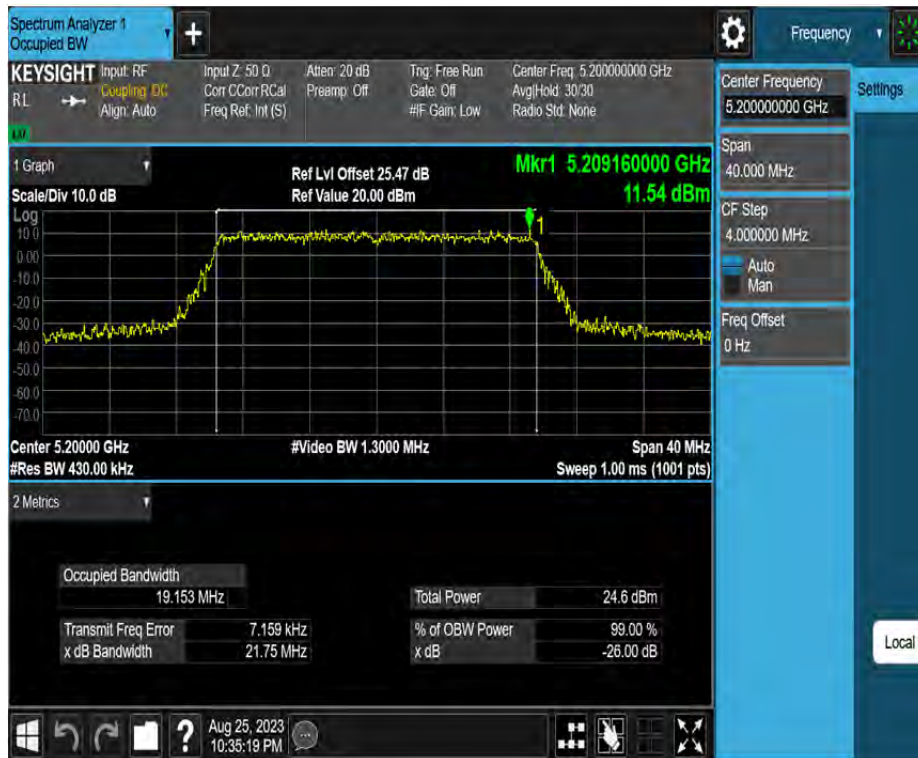 Spectrum Analyzer 1
Occupied BW
+
Frequency
KEYSIGHT Input: RF Input Z: 50 Ω Atten: 20 dB Trig: Free Run Center Freq: 5.200000000 GHz
RL Coupling: DC Corr CCorr RCal Preamp: Off Gate: Off Avg|Hold: 30/30
Align: Auto Freq Ref: Int (S) #IF Gain: Low Radio Std: None
Center Frequency
5.200000000 GHz
Settings
Span
40.000 MHz
CF Step
4.000000 MHz
Auto
Man
Freq Offset
0 Hz
Local
1 Graph
Scale/Div 10.0 dB
Ref Lvl Offset 25.47 dB
Ref Value 20.00 dBm
Mkr1 5.209160000 GHz
11.54 dBm
Log
10.0
0.00
-10.0
-20.0
-30.0
-40.0
-50.0
-60.0
-70.0
1
Center 5.20000 GHz #Video BW 1.3000 MHz Span 40 MHz
#Res BW 430.00 kHz Sweep 1.00 ms (1001 pts)
2 Metrics
Occupied Bandwidth
19.153 MHz Total Power 24.6 dBm
Transmit Freq Error 7.159 kHz % of OBW Power 99.00 %
x dB Bandwidth 21.75 MHz x dB -26.00 dB
? Aug 25, 2023
10:35:19 PM